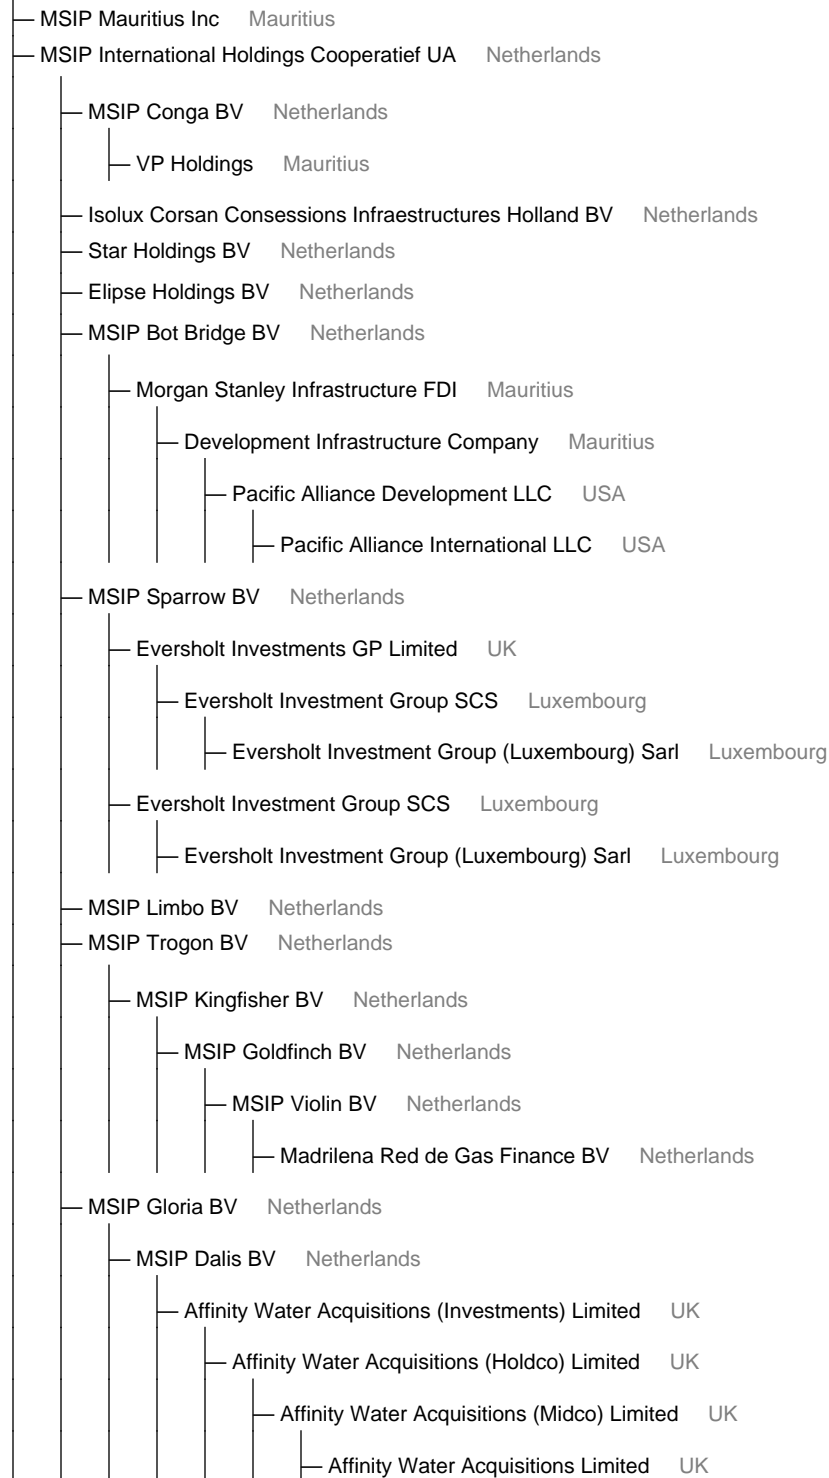 MSIP Mauritius Inc Mauritius
MSIP International Holdings Cooperatief UA Netherlands
MSIP Conga BV Netherlands
VP Holdings Mauritius
Isolux Corsan Consessions Infraestructures Holland BV Netherlands
Star Holdings BV Netherlands
Elipse Holdings BV Netherlands
MSIP Bot Bridge BV Netherlands
Morgan Stanley Infrastructure FDI Mauritius
Development Infrastructure Company Mauritius
Pacific Alliance Development LLC USA
Pacific Alliance International LLC USA
MSIP Sparrow BV Netherlands
Eversholt Investments GP Limited UK
Eversholt Investment Group SCS Luxembourg
Eversholt Investment Group (Luxembourg) Sarl Luxembourg
Eversholt Investment Group SCS Luxembourg
Eversholt Investment Group (Luxembourg) Sarl Luxembourg
MSIP Limbo BV Netherlands
MSIP Trogon BV Netherlands
MSIP Kingfisher BV Netherlands
MSIP Goldfinch BV Netherlands
MSIP Violin BV Netherlands
Madrilena Red de Gas Finance BV Netherlands
MSIP Gloria BV Netherlands
MSIP Dalis BV Netherlands
Affinity Water Acquisitions (Investments) Limited UK
Affinity Water Acquisitions (Holdco) Limited UK
Affinity Water Acquisitions (Midco) Limited UK
Affinity Water Acquisitions Limited UK